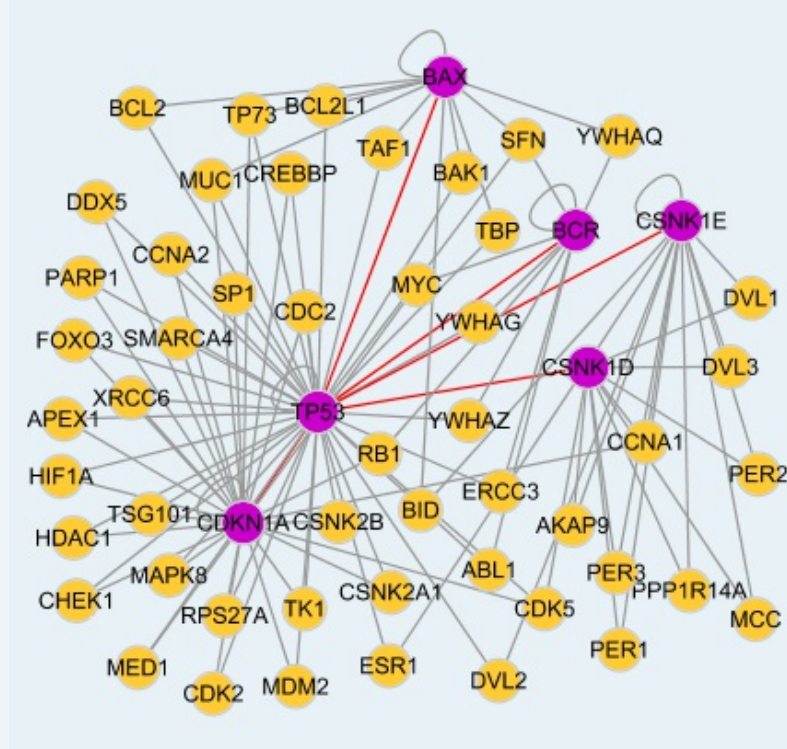 BAX
BCL2
TP73
BCL2L1
TAF1
SFN
YWHAQ
MUC1
CREBBP
BAK1
DDX5
CCNA2
TBP
BCR
CSNK1E
PARP1
SP1
CDC2
MYC
DVL1
FOXO3
SMARCA4
YWHAG
CSNK1D
DVL3
XRCC6
APEX1
TP53
YWHAZ
CCNA1
RB1
HIF1A
PER2
TSG101
CDKN1A
CSNK2B
BID
ERCC3
AKAP9
HDAC1
MAPK8
ABL1
PER3
CHEK1
RPS27A
TK1
CSNK2A1
CDK5
PPP1R14A
MCC
MED1
CDK2
MDM2
ESR1
DVL2
PER1